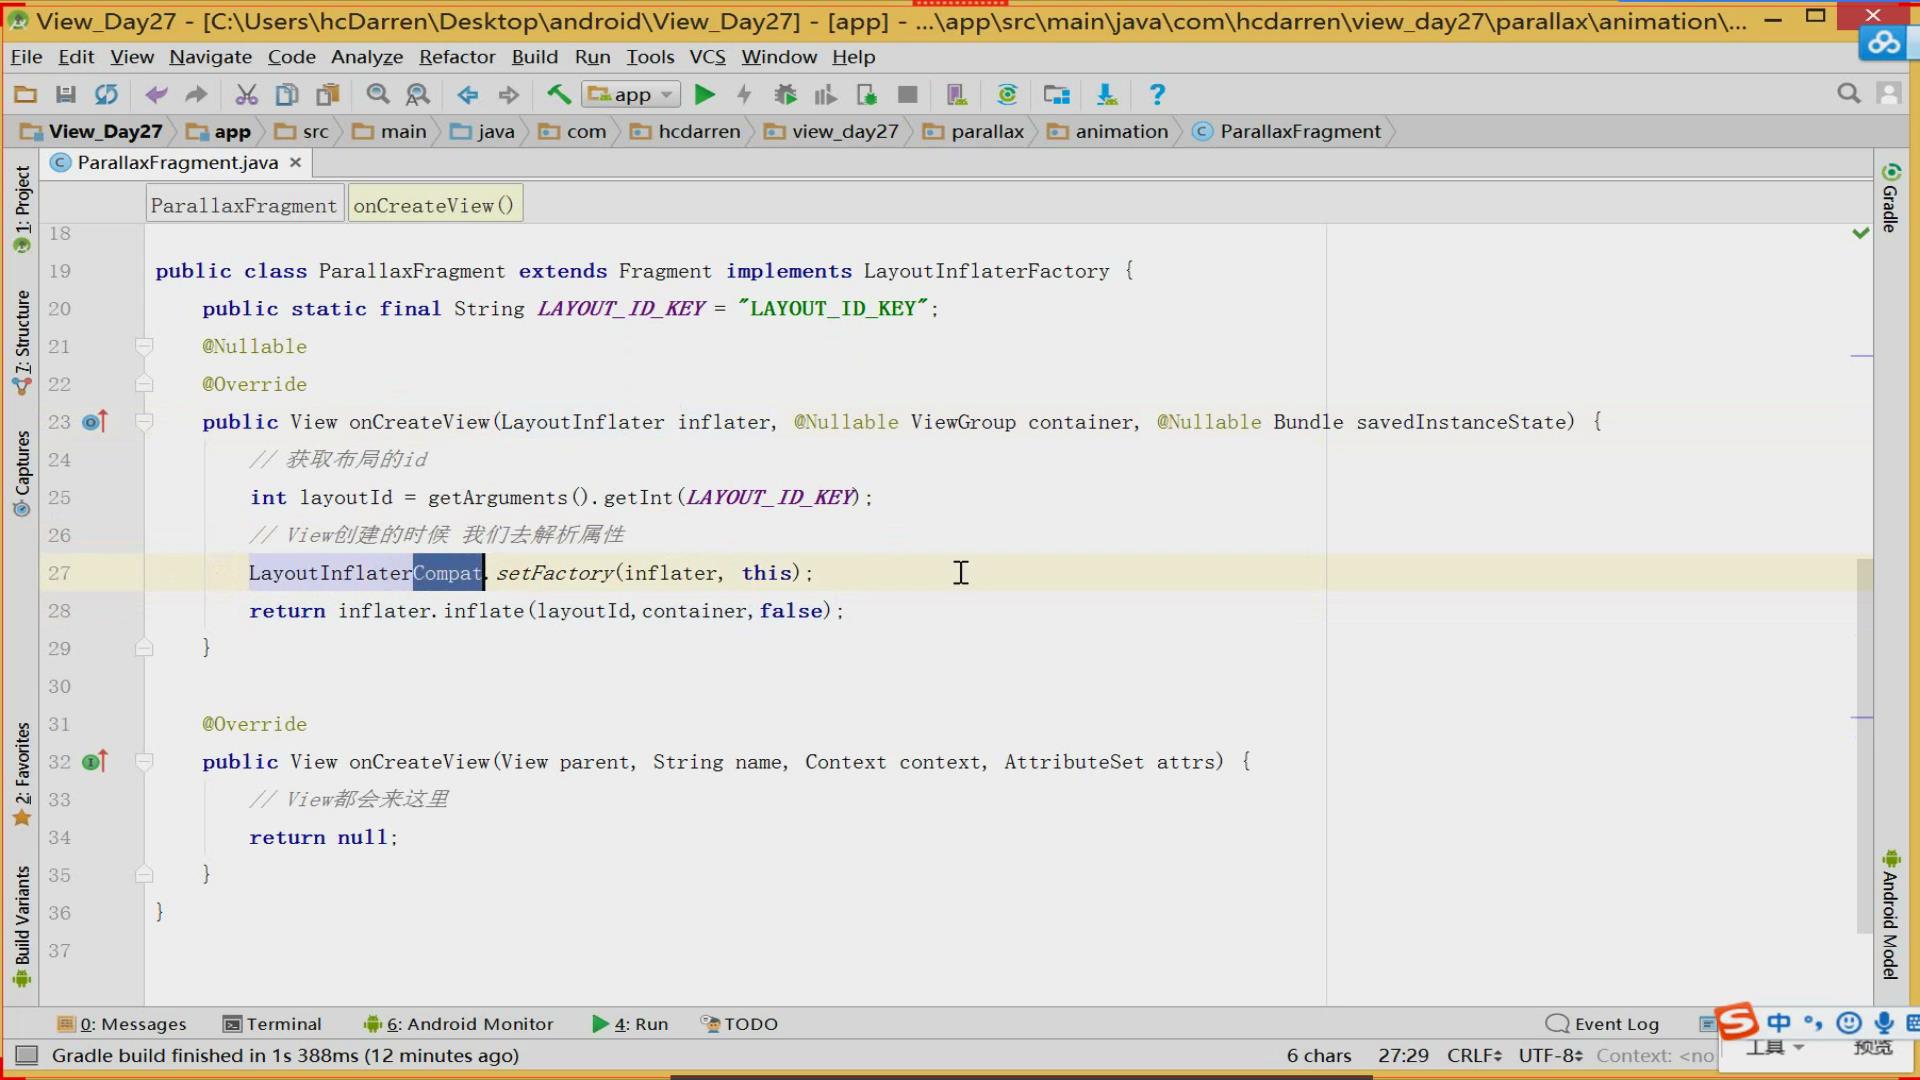 View_Day27 - [C:\Users\hcDarren\Desktop\android\View_Day27] - [app] - ...\app\src\main\java\com\hcdarren\view_day27\parallax\animation\...
File Edit View Navigate Code Analyze Refactor Build Run Tools VCS Window Help
app
View_Day27 app src main java com hcdarren view_day27 parallax animation ParallaxFragment
ParallaxFragment.java
ParallaxFragment onCreateView()
18
19 public class ParallaxFragment extends Fragment implements LayoutInflaterFactory {
20 public static final String LAYOUT_ID_KEY = "LAYOUT_ID_KEY";
21 @Nullable
22 @Override
23 public View onCreateView(LayoutInflater inflater, @Nullable ViewGroup container, @Nullable Bundle savedInstanceState) {
24 // 获取布局的id
25 int layoutId = getArguments().getInt(LAYOUT_ID_KEY);
26 // View创建的时候 我们去解析属性
27 LayoutInflaterCompat.setFactory(inflater, this);
28 return inflater.inflate(layoutId,container,false);
29 }
30
31 @Override
32 public View onCreateView(View parent, String name, Context context, AttributeSet attrs) {
33 // View都会来这里
34 return null;
35 }
36 }
37
1: Project
7: Structure
Captures
2: Favorites
Build Variants
Gradle
Android Model
0: Messages Terminal 6: Android Monitor 4: Run TODO Event Log
中
Gradle build finished in 1s 388ms (12 minutes ago) 6 chars 27:29 CRLF UTF-8 Context: <no
工具 预览